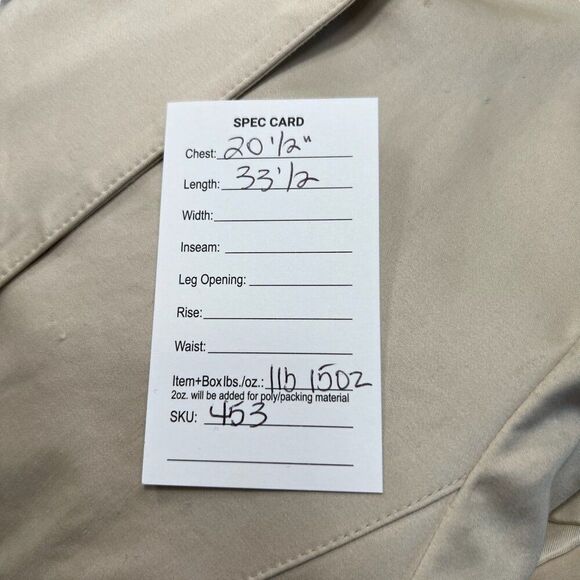 SPEC CARD
Chest: 20 1/2"
Length: 33 1/2
Width:
Inseam:
Leg Opening:
Rise:
Waist:
Item+Box lbs./oz.: 1lb 15oz
2oz. will be added for poly/packing material
SKU: 453